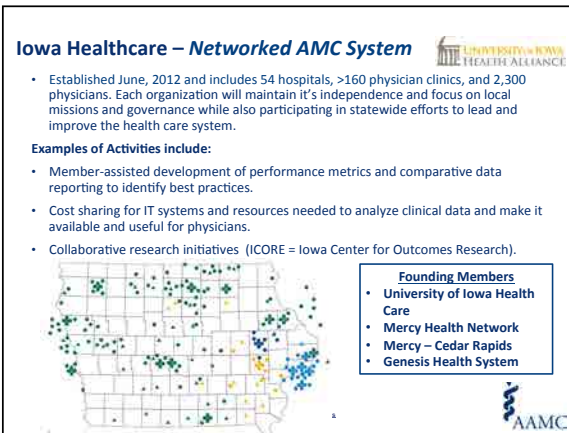 Iowa Healthcare – Networked AMC System
UNIVERSITY of IOWA
HEALTH ALLIANCE
• Established June, 2012 and includes 54 hospitals, >160 physician clinics, and 2,300
physicians. Each organization will maintain it's independence and focus on local
missions and governance while also participating in statewide efforts to lead and
improve the health care system.
Examples of Activities include:
• Member-assisted development of performance metrics and comparative data
reporting to identify best practices.
• Cost sharing for IT systems and resources needed to analyze clinical data and make it
available and useful for physicians.
• Collaborative research initiatives (ICORE = Iowa Center for Outcomes Research).
Founding Members
• University of Iowa Health
Care
• Mercy Health Network
• Mercy – Cedar Rapids
• Genesis Health System
AAMC